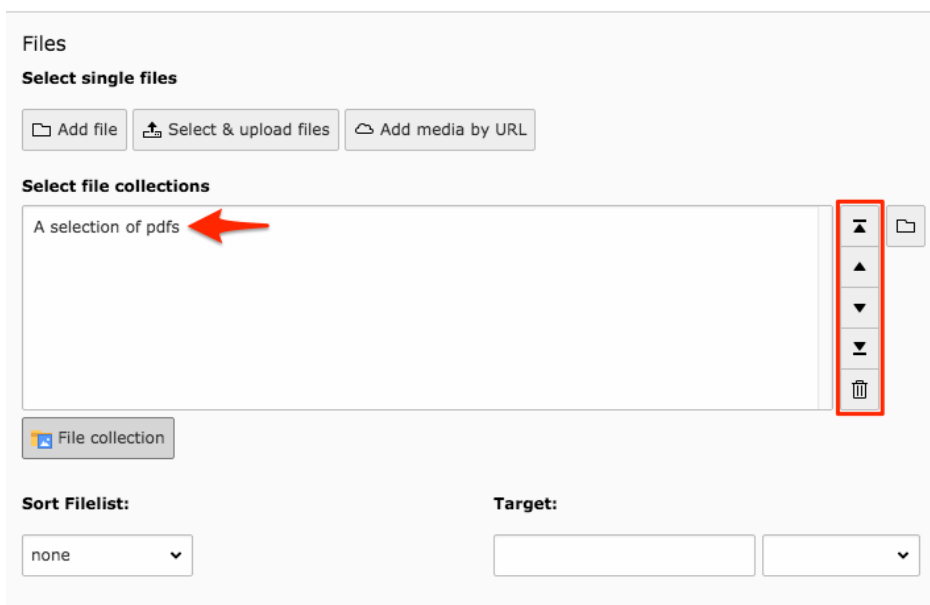 Files
Select single files
Add file Select & upload files Add media by URL
Select file collections
A selection of pdfs
File collection
Sort Filelist: Target:
none